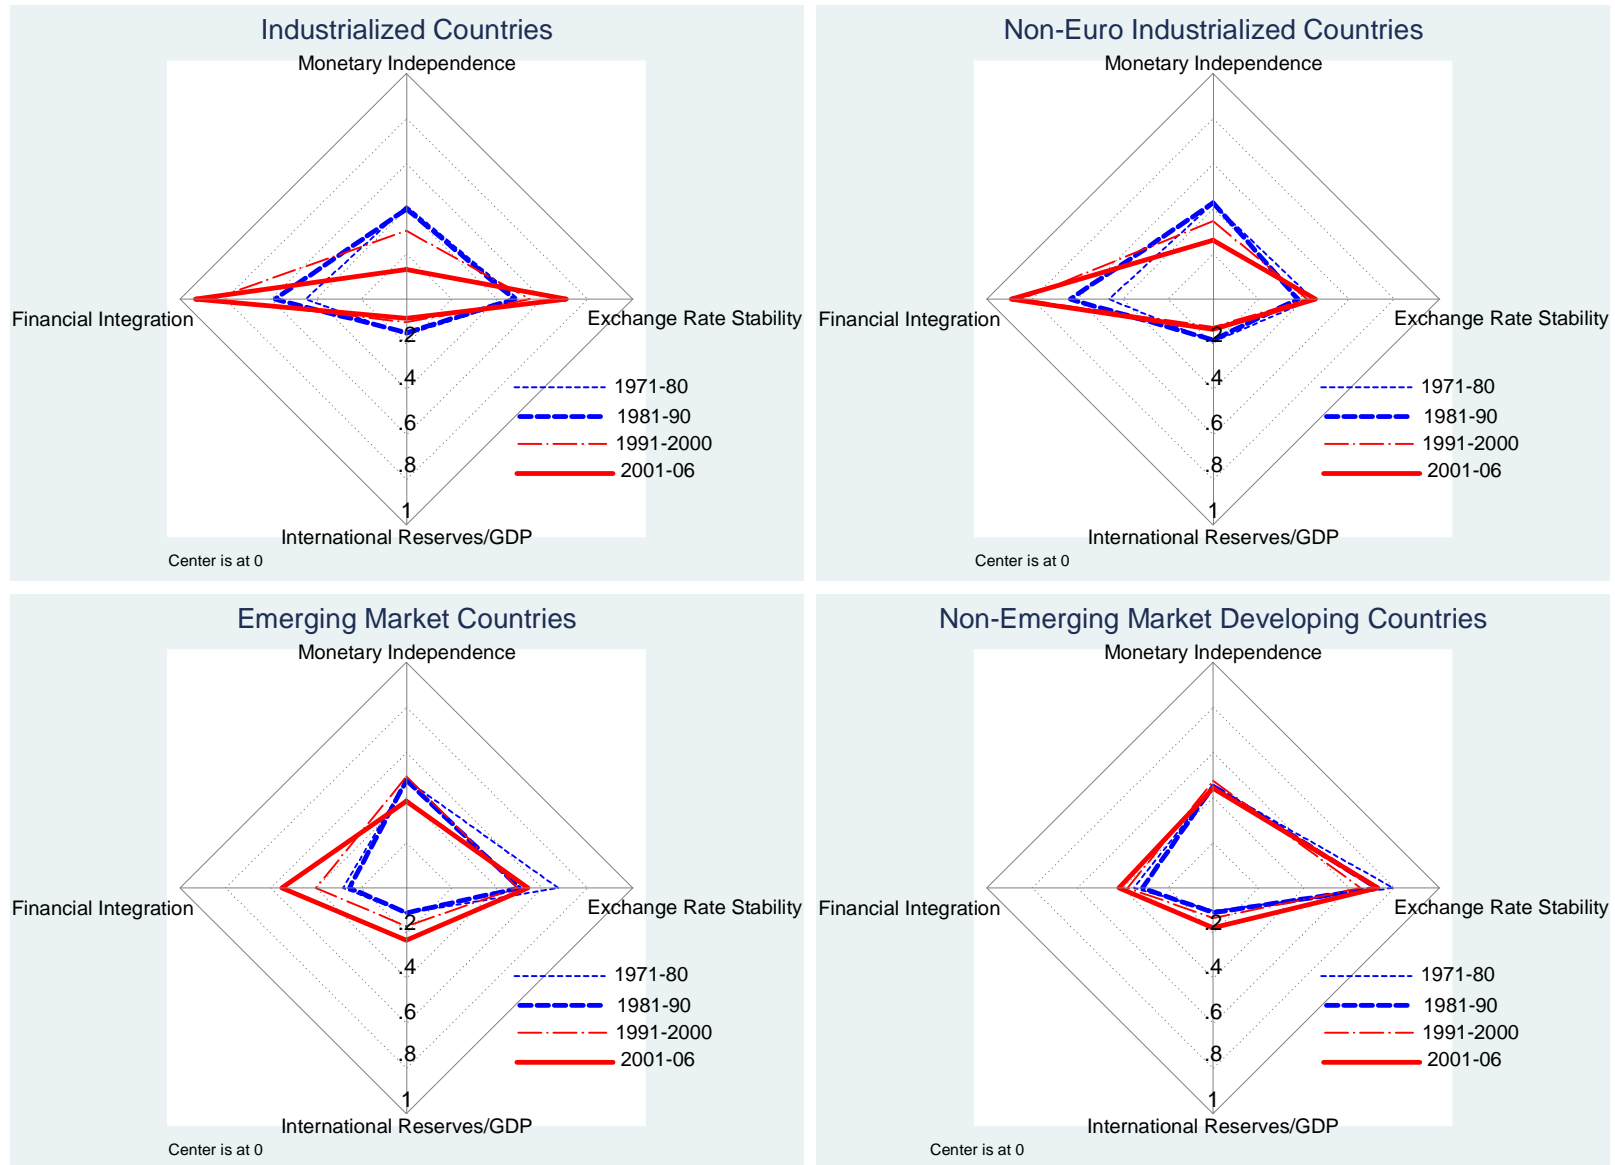 Industrialized Countries
Monetary Independence
Financial Integration
Exchange Rate Stability
.2
.4
.6
.8
1
1971-80
1981-90
1991-2000
2001-06
International Reserves/GDP
Center is at 0
Non-Euro Industrialized Countries
Monetary Independence
Financial Integration
Exchange Rate Stability
.2
.4
.6
.8
1
1971-80
1981-90
1991-2000
2001-06
International Reserves/GDP
Center is at 0
Emerging Market Countries
Monetary Independence
Financial Integration
Exchange Rate Stability
.2
.4
.6
.8
1
1971-80
1981-90
1991-2000
2001-06
International Reserves/GDP
Center is at 0
Non-Emerging Market Developing Countries
Monetary Independence
Financial Integration
Exchange Rate Stability
.2
.4
.6
.8
1
1971-80
1981-90
1991-2000
2001-06
International Reserves/GDP
Center is at 0